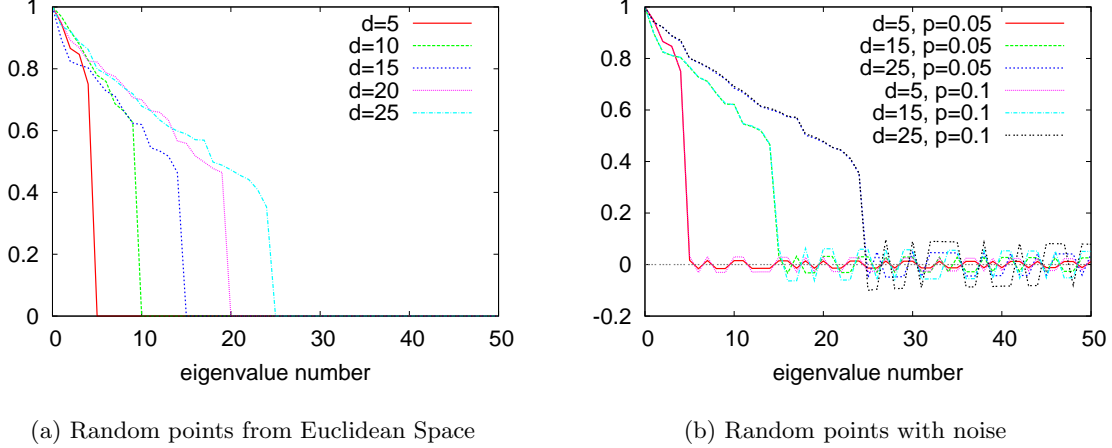 1
0.8
0.6
0.4
0.2
0
0 10 20 30 40 50
eigenvalue number
d=5
d=10
d=15
d=20
d=25
(a) Random points from Euclidean Space
1
0.8
0.6
0.4
0.2
0
-0.2
0 10 20 30 40 50
eigenvalue number
d=5, p=0.05
d=15, p=0.05
d=25, p=0.05
d=5, p=0.1
d=15, p=0.1
d=25, p=0.1
(b) Random points with noise